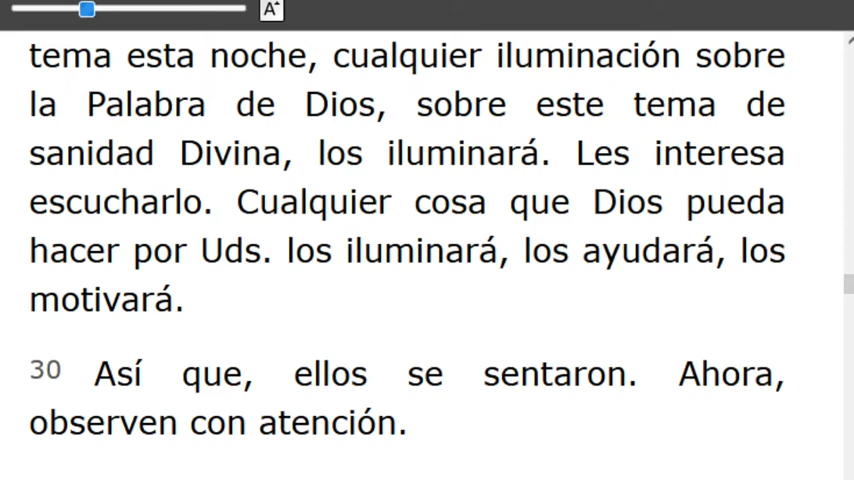 A
tema esta noche, cualquier iluminación sobre
la Palabra de Dios, sobre este tema de
sanidad Divina, los iluminará. Les interesa
escucharlo. Cualquier cosa que Dios pueda
hacer por Uds. los iluminará, los ayudará, los
motivará.
30 Así que, ellos se sentaron. Ahora,
observen con atención.